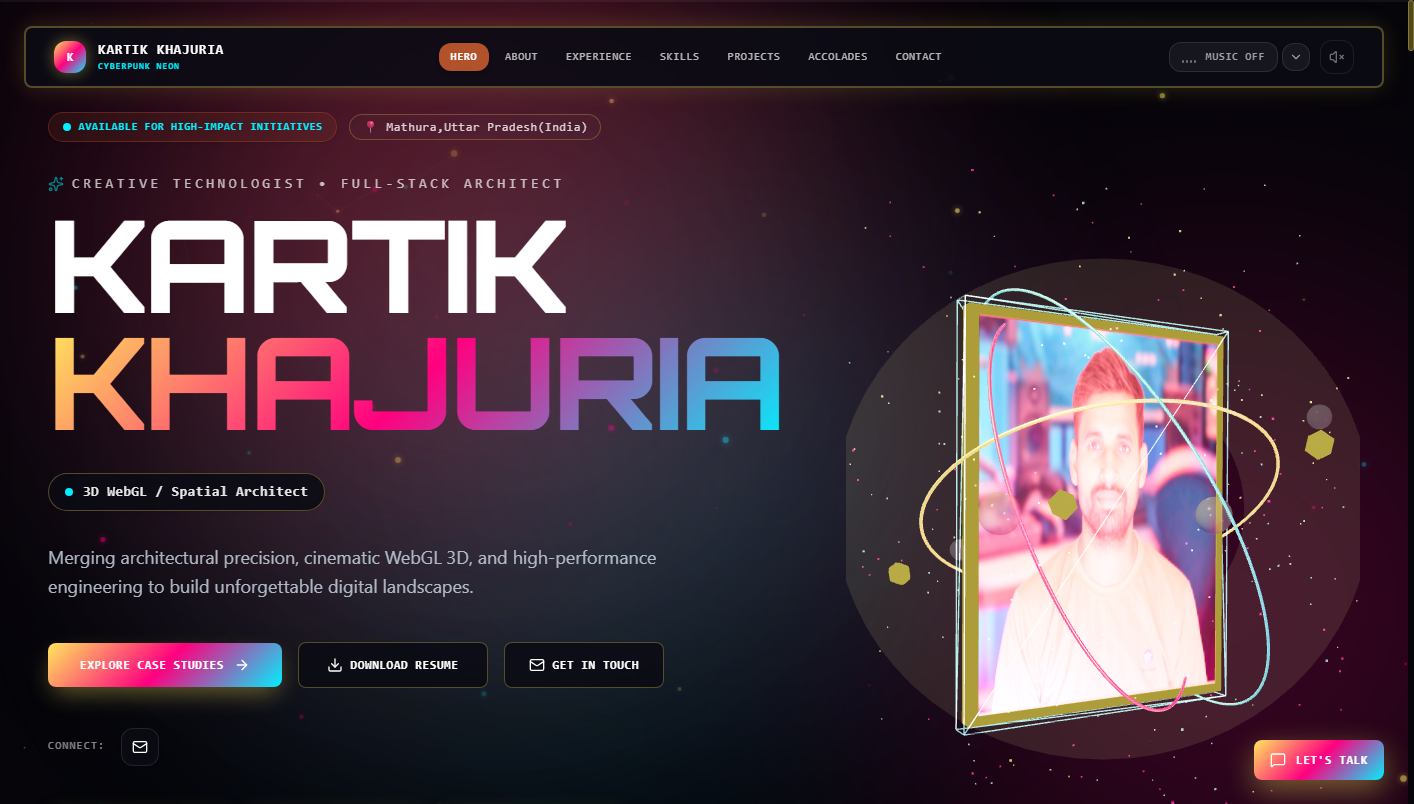 K
KARTIK KHAJURIA
CYBERPUNK NEON
HERO
ABOUT
EXPERIENCE
SKILLS
PROJECTS
ACCOLADES
CONTACT
MUSIC OFF
AVAILABLE FOR HIGH-IMPACT INITIATIVES
📍 Mathura,Uttar Pradesh(India)
CREATIVE TECHNOLOGIST • FULL-STACK ARCHITECT
KARTIK
KHAJURIA
3D WebGL / Spatial Architect
Merging architectural precision, cinematic WebGL 3D, and high-performance
engineering to build unforgettable digital landscapes.
EXPLORE CASE STUDIES →
DOWNLOAD RESUME
GET IN TOUCH
CONNECT:
LET'S TALK